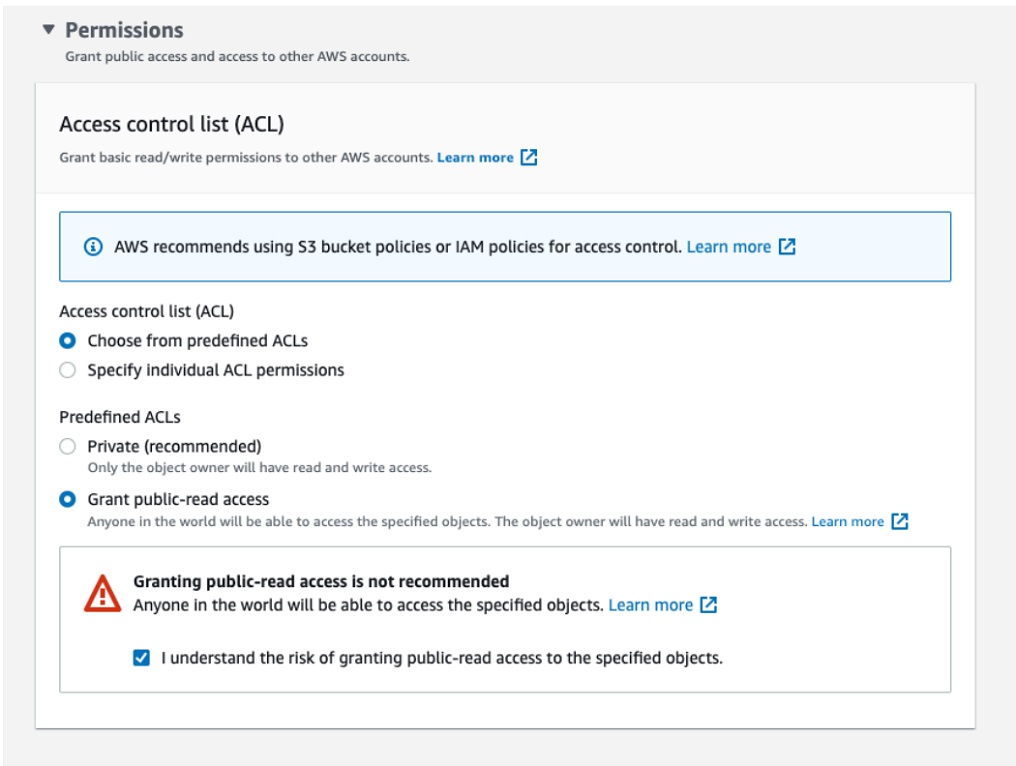 Permissions
Grant public access and access to other AWS accounts.
Access control list (ACL)
Grant basic read/write permissions to other AWS accounts. Learn more
AWS recommends using S3 bucket policies or IAM policies for access control. Learn more
Access control list (ACL)
Choose from predefined ACLs
Specify individual ACL permissions
Predefined ACLs
Private (recommended)
Only the object owner will have read and write access.
Grant public-read access
Anyone in the world will be able to access the specified objects. The object owner will have read and write access. Learn more
Granting public-read access is not recommended
Anyone in the world will be able to access the specified objects. Learn more
I understand the risk of granting public-read access to the specified objects.